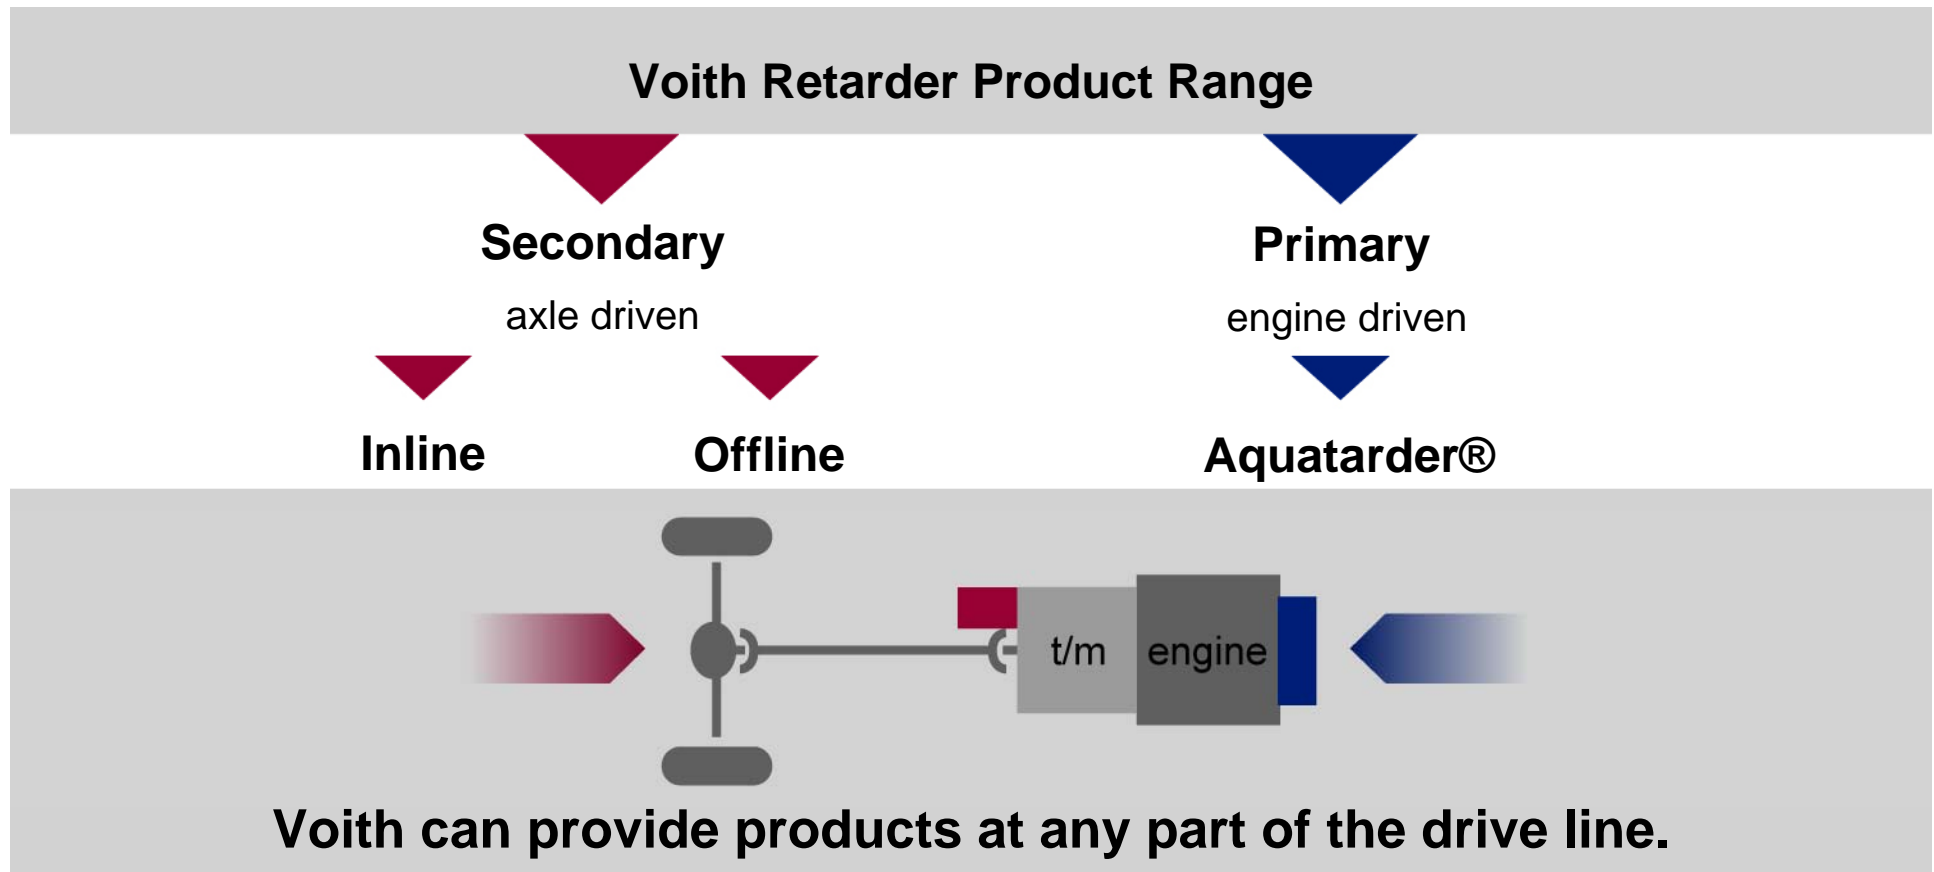 Voith Retarder Product Range
Secondary
Primary
axle driven
engine driven
Inline
Offline
Aquatarder®
t/m
engine
Voith can provide products at any part of the drive line.